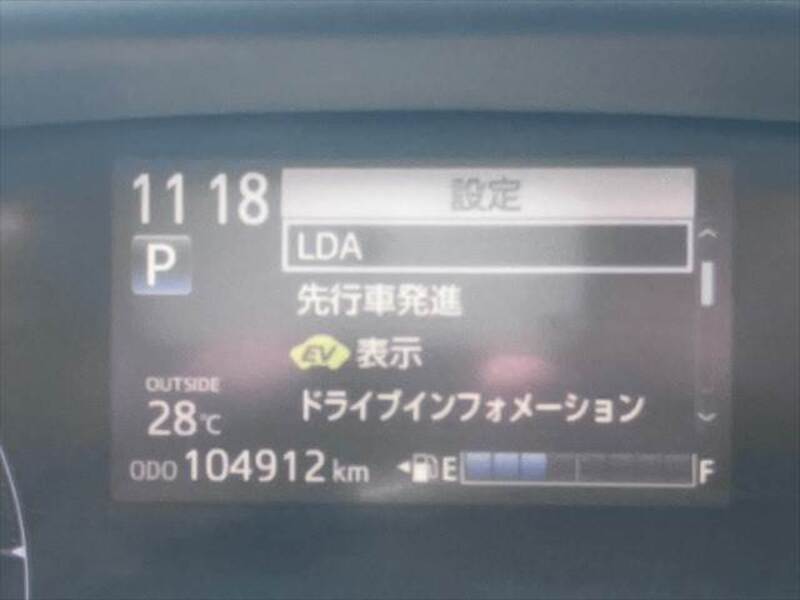 11 18
設定
P
LDA
先行車発進
EV 表示
ドライブインフォメーション
OUTSIDE
28℃
ODO 104912 km
E F